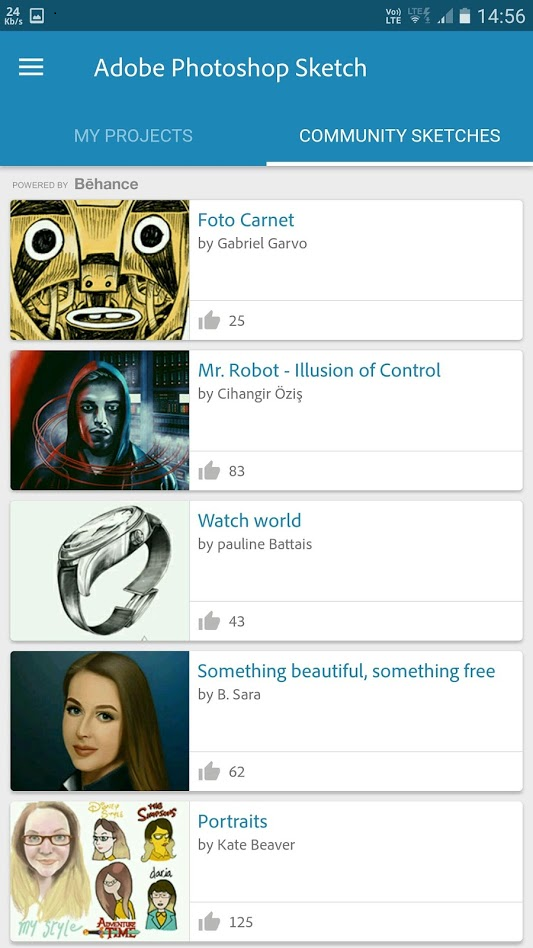 24
Kb/s
Vo))
LTE
LTE
14:56
Adobe Photoshop Sketch
MY PROJECTS
COMMUNITY SKETCHES
POWERED BY Bēhance
Foto Carnet
by Gabriel Garvo
25
Mr. Robot - Illusion of Control
by Cihangir Öziş
83
Watch world
by pauline Battais
43
Something beautiful, something free
by B. Sara
62
Portraits
by Kate Beaver
125
Disney
Style
THE
SIMPSONS
daria
my style
ADVENTURE
TIME